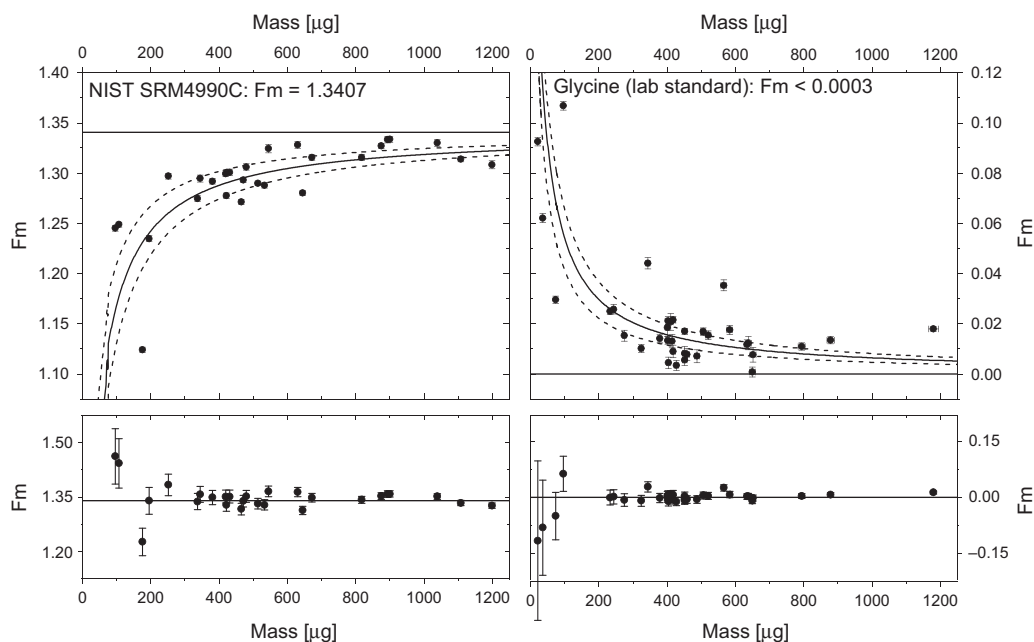 Mass [µg]
Mass [µg]
0 200 400 600 800 1000 1200
0 200 400 600 800 1000 1200
NIST SRM4990C: Fm = 1.3407
Glycine (lab standard): Fm < 0.0003
1.40
1.35
1.30
1.25
1.20
1.15
1.10
Fm
0.12
0.10
0.08
0.06
0.04
0.02
0.00
Fm
1.50
1.35
1.20
Fm
0.15
0.00
–0.15
Fm
0 200 400 600 800 1000 1200
0 200 400 600 800 1000 1200
Mass [µg]
Mass [µg]